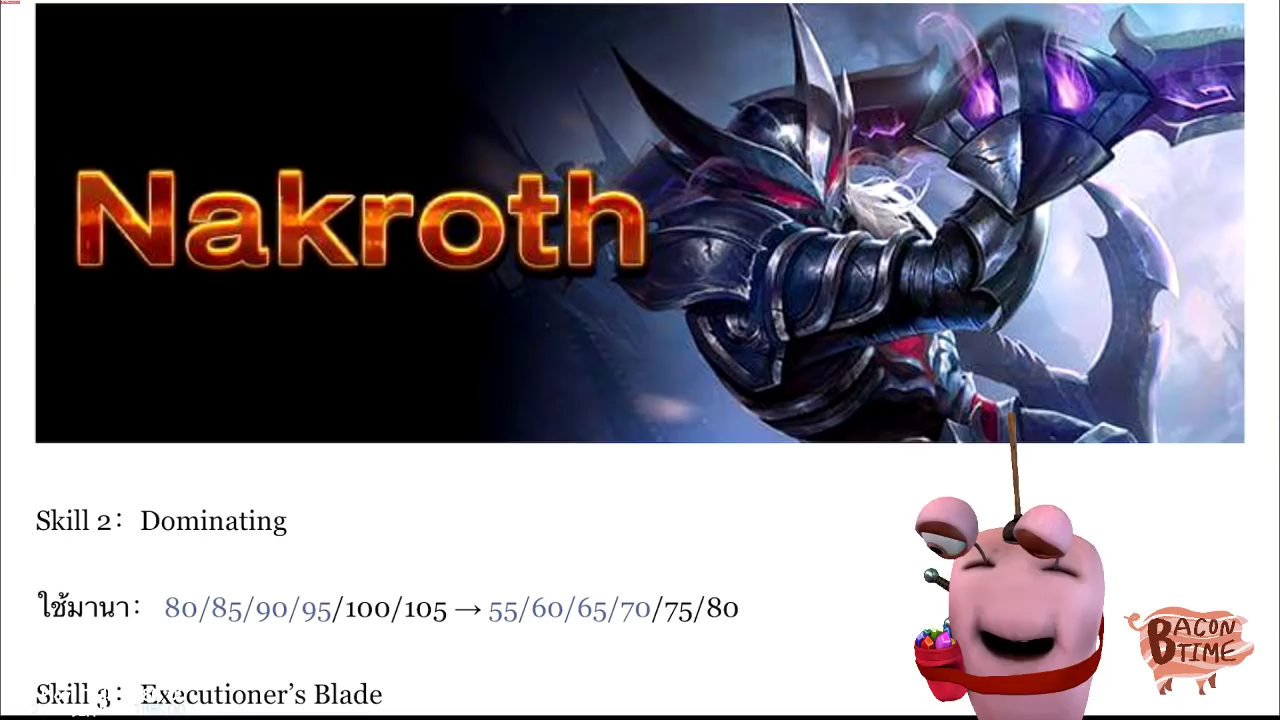 Nakroth
Skill 2: Dominating
ใช้มานา: 80/85/90/95/100/105 → 55/60/65/70/75/80
BACON
TIME
Skill 3: Executioner’s Blade